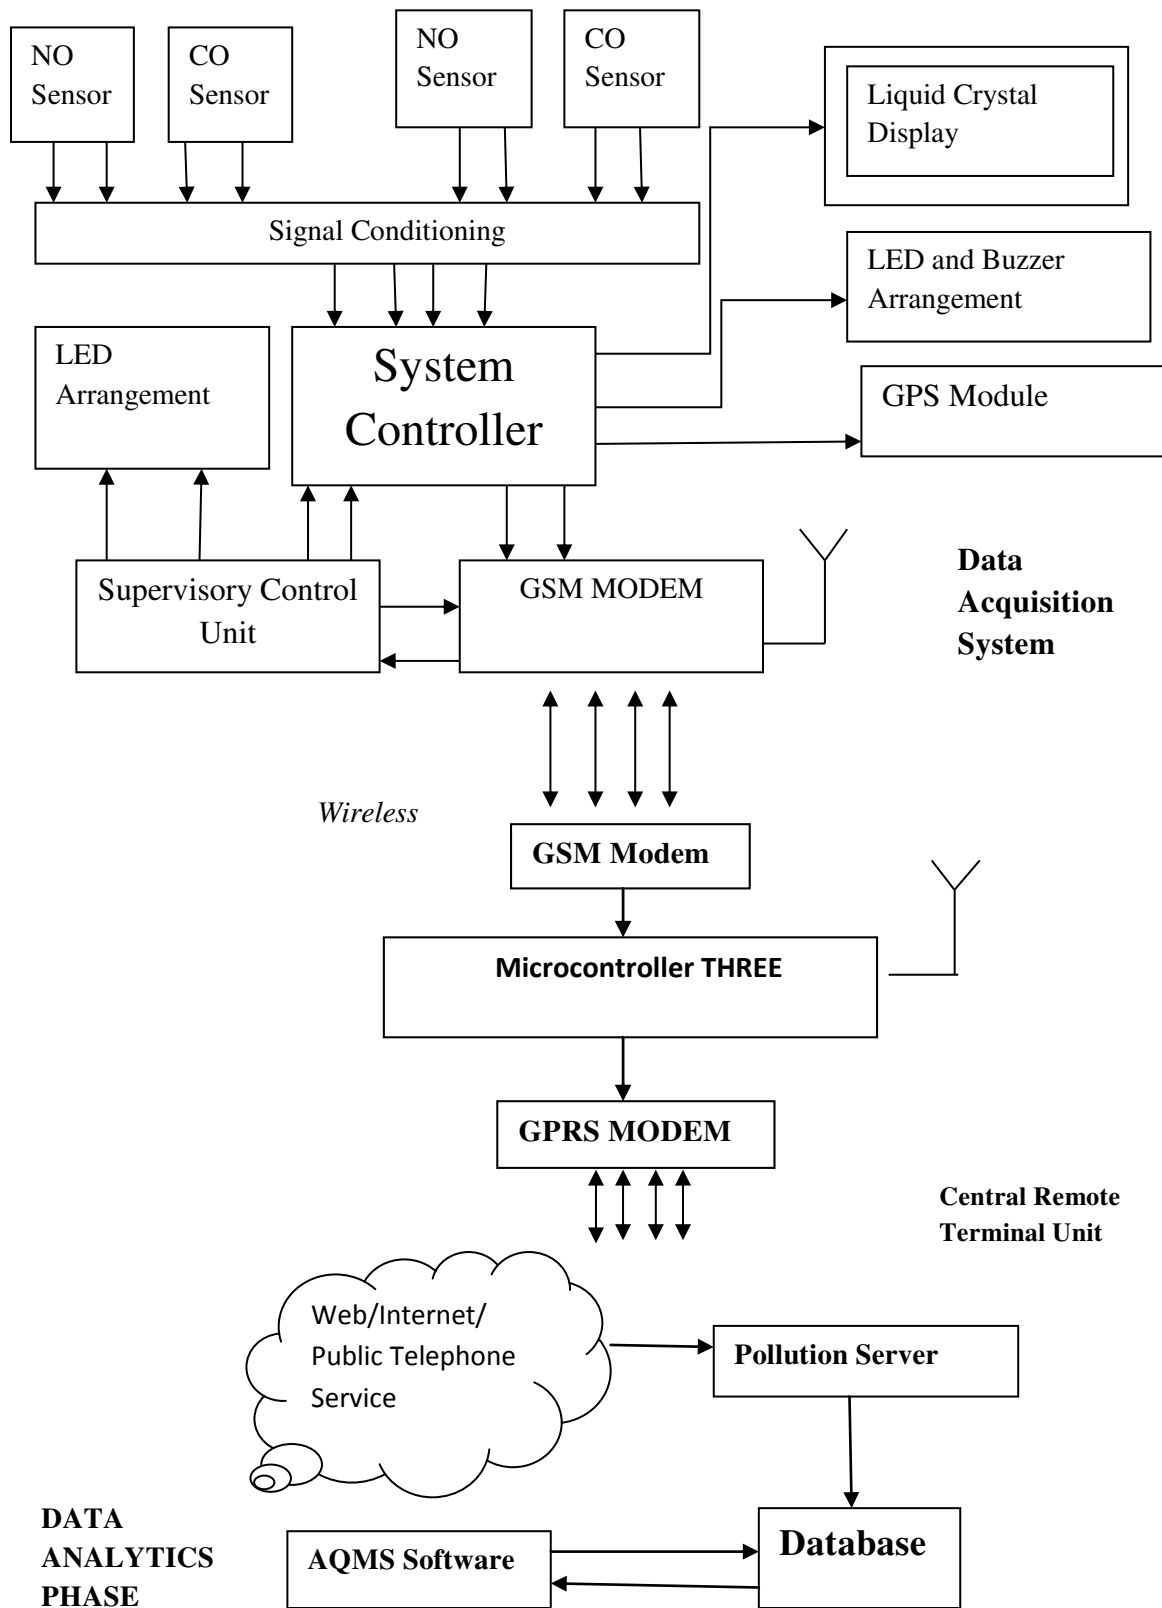 NO
Sensor
CO
Sensor
NO
Sensor
CO
Sensor
Liquid Crystal
Display
Signal Conditioning
LED and Buzzer
Arrangement
LED
Arrangement
System
Controller
GPS Module
Supervisory Control
Unit
GSM MODEM
Data
Acquisition
System
Wireless
GSM Modem
Microcontroller THREE
GPRS MODEM
Central Remote
Terminal Unit
Web/Internet/
Public Telephone
Service
Pollution Server
DATA
ANALYTICS
PHASE
AQMS Software
Database